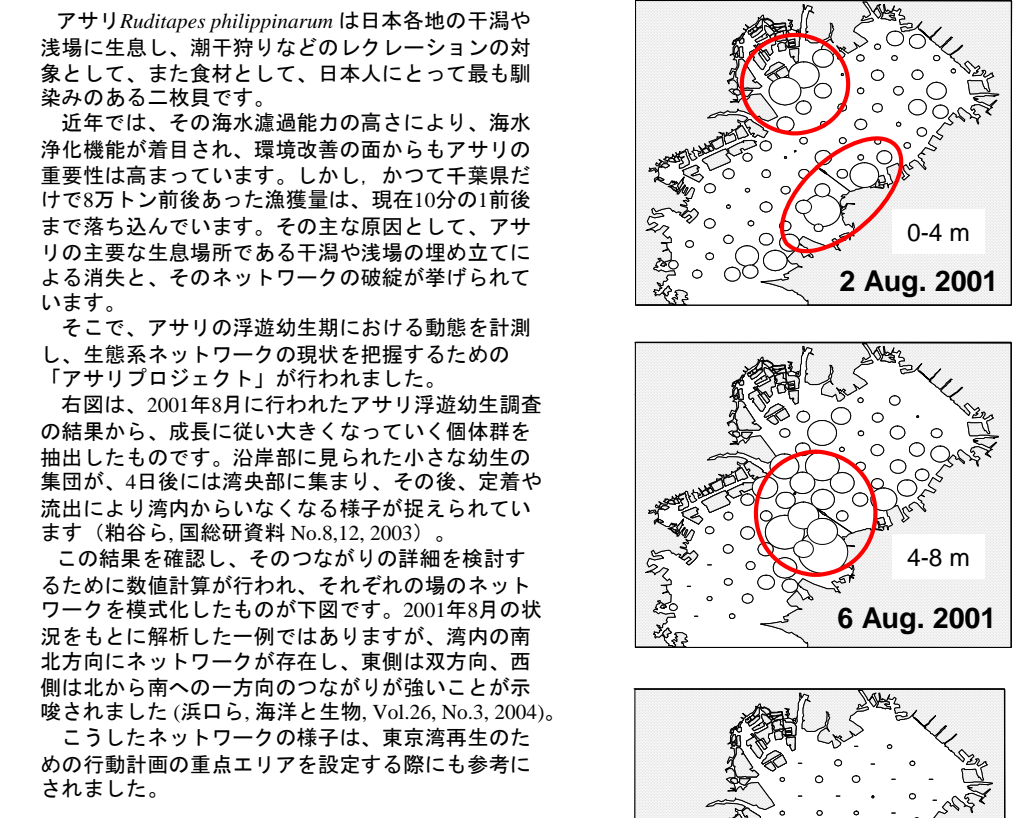 アサリRuditapes philippinarum は日本各地の干潟や
浅場に生息し、潮干狩りなどのレクレーションの対
象として、また食材として、日本人にとって最も馴
染みのある二枚貝です。
近年では、その海水濾過能力の高さにより、海水
浄化機能が着目され、環境改善の面からもアサリの
重要性は高まっています。しかし，かつて千葉県だ
けで8万トン前後あった漁獲量は、現在10分の1前後
まで落ち込んでいます。その主な原因として、アサ
リの主要な生息場所である干潟や浅場の埋め立てに
よる消失と、そのネットワークの破綻が挙げられて
います。
そこで、アサリの浮遊幼生期における動態を計測
し、生態系ネットワークの現状を把握するための
「アサリプロジェクト」が行われました。
右図は、2001年8月に行われたアサリ浮遊幼生調査
の結果から、成長に従い大きくなっていく個体群を
抽出したものです。沿岸部に見られた小さな幼生の
集団が、4日後には湾央部に集まり、その後、定着や
流出により湾内からいなくなる様子が捉えられてい
ます（粕谷ら, 国総研資料 No.8,12, 2003）。
この結果を確認し、そのつながりの詳細を検討す
るために数値計算が行われ、それぞれの場のネット
ワークを模式化したものが下図です。2001年8月の状
況をもとに解析した一例ではありますが、湾内の南
北方向にネットワークが存在し、東側は双方向、西
側は北から南への一方向のつながりが強いことが示
唆されました (浜口ら, 海洋と生物, Vol.26, No.3, 2004)。
こうしたネットワークの様子は、東京湾再生のた
めの行動計画の重点エリアを設定する際にも参考に
されました。
0-4 m
2 Aug. 2001
4-8 m
6 Aug. 2001